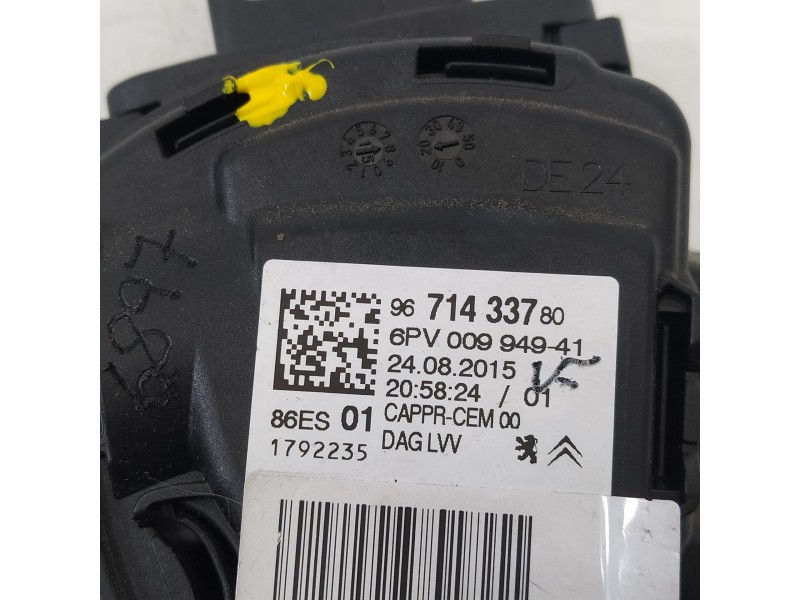 DE24
96 714 337 80
6PV 009 949-41
24.08.2015
20:58:24 / 01
86ES 01 CAPPR-CEM 00
1792235 DAG LVV